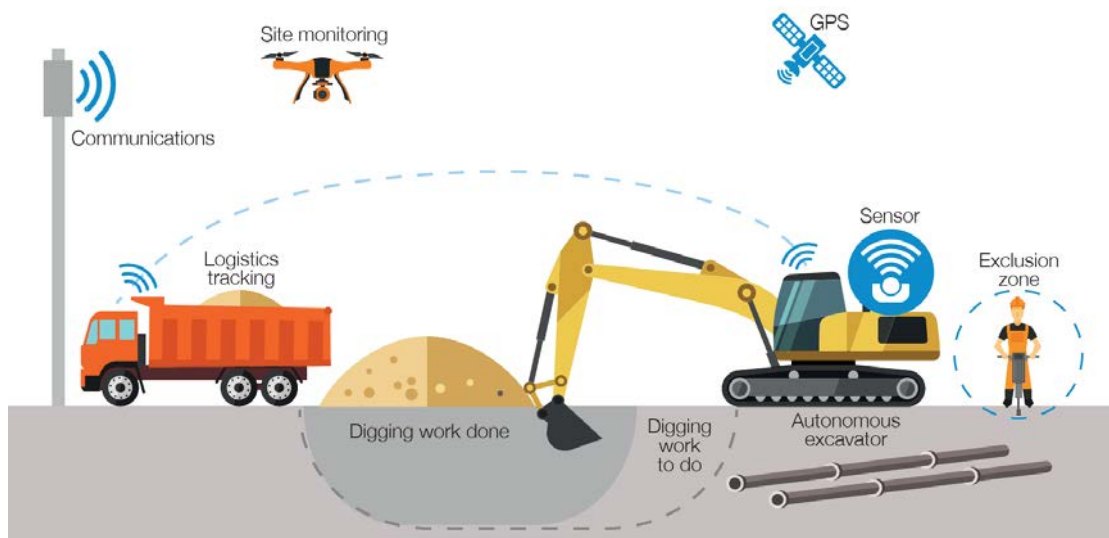 Site monitoring
GPS
Communications
Sensor
Logistics
tracking
Exclusion
zone
Digging work done
Digging
work
to do
Autonomous
excavator